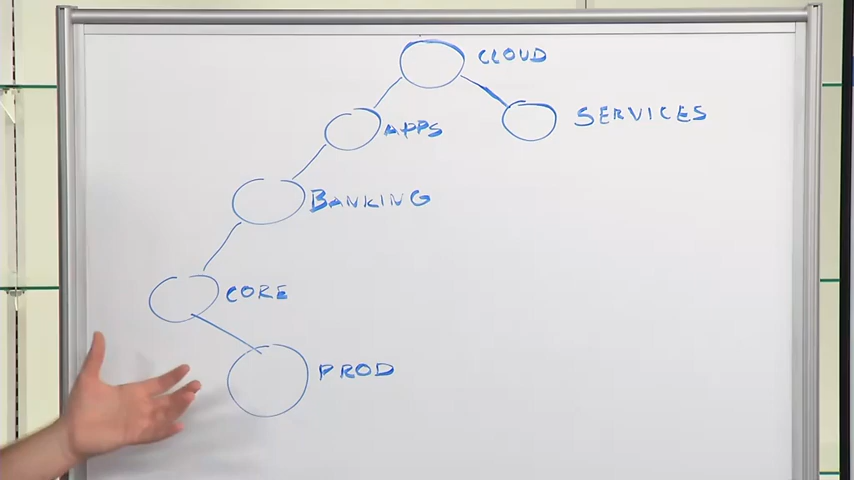 CLOUD
APPS
SERVICES
BANKING
CORE
PROD